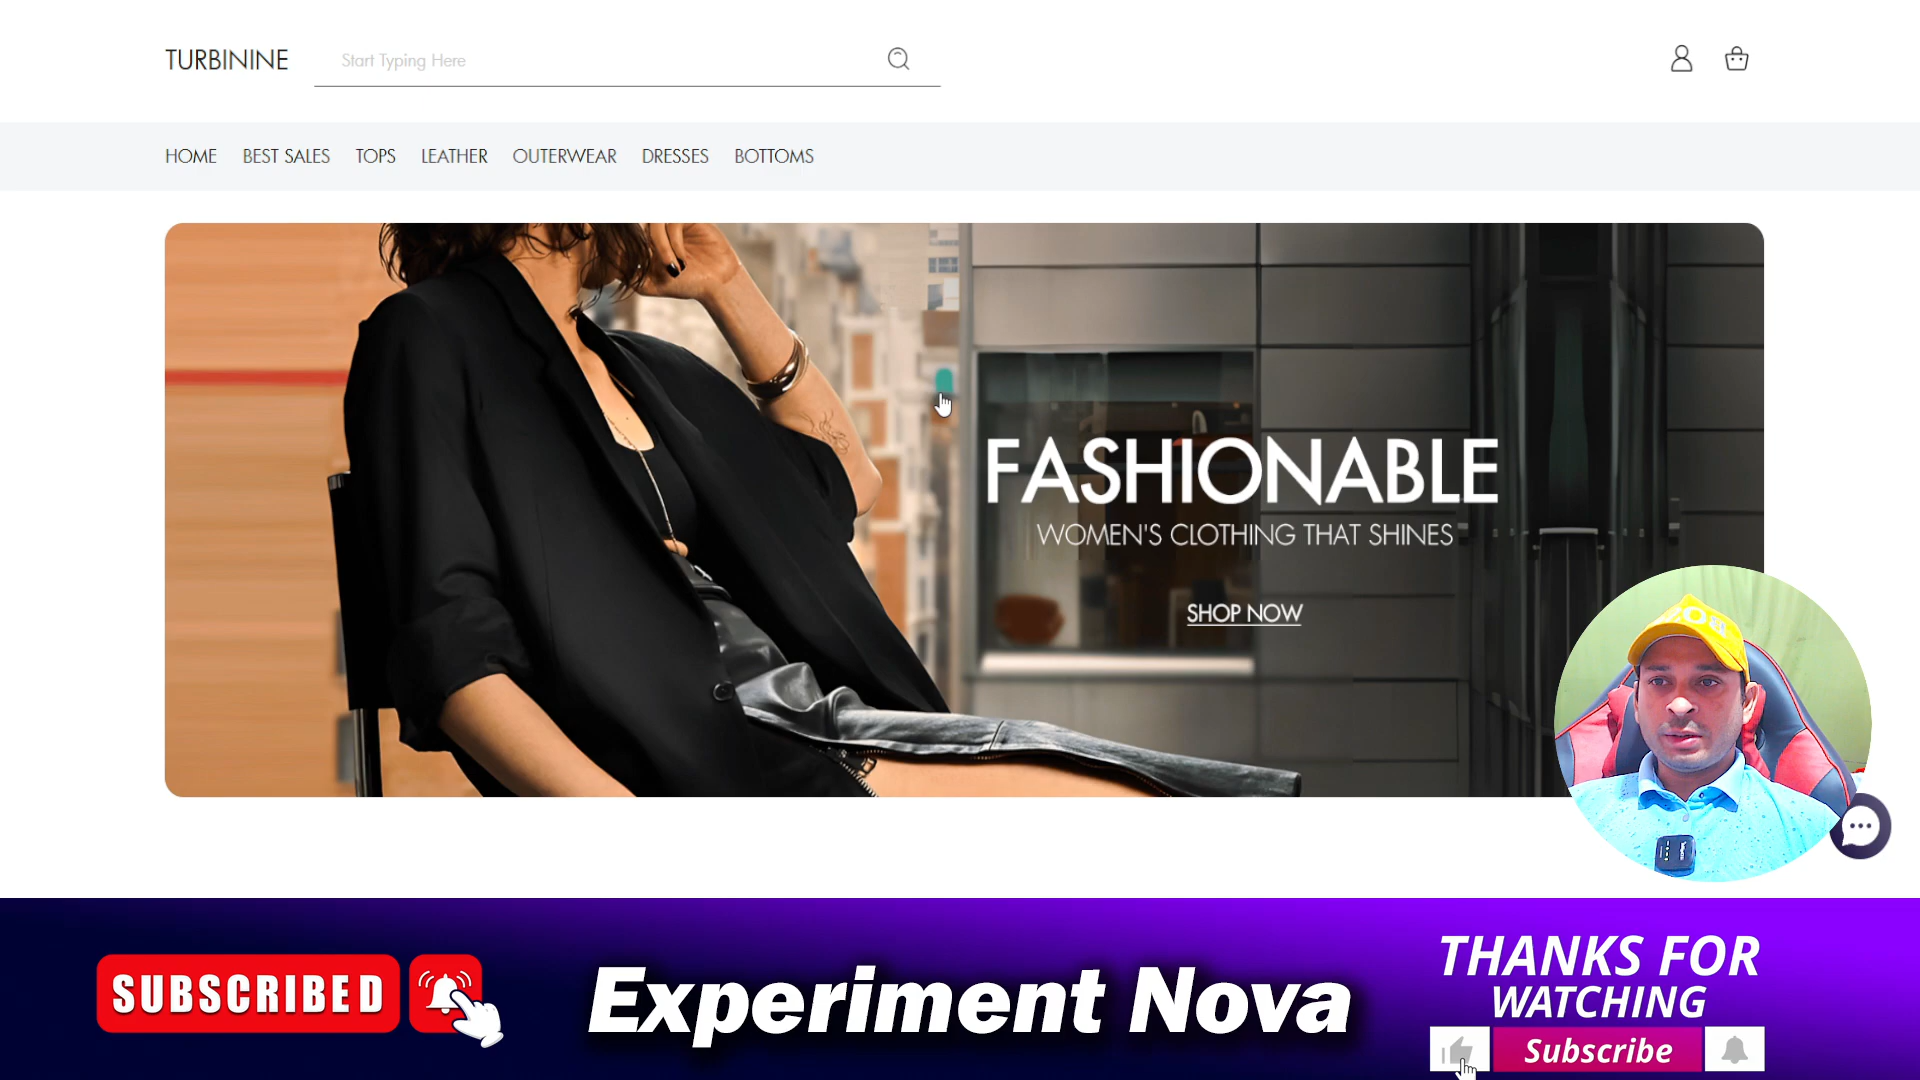 TURBININE
Start Typing Here
HOME BEST SALES TOPS LEATHER OUTERWEAR DRESSES BOTTOMS
FASHIONABLE
WOMEN'S CLOTHING THAT SHINES
SHOP NOW
SUBSCRIBED
Experiment Nova
THANKS FOR
WATCHING
Subscribe